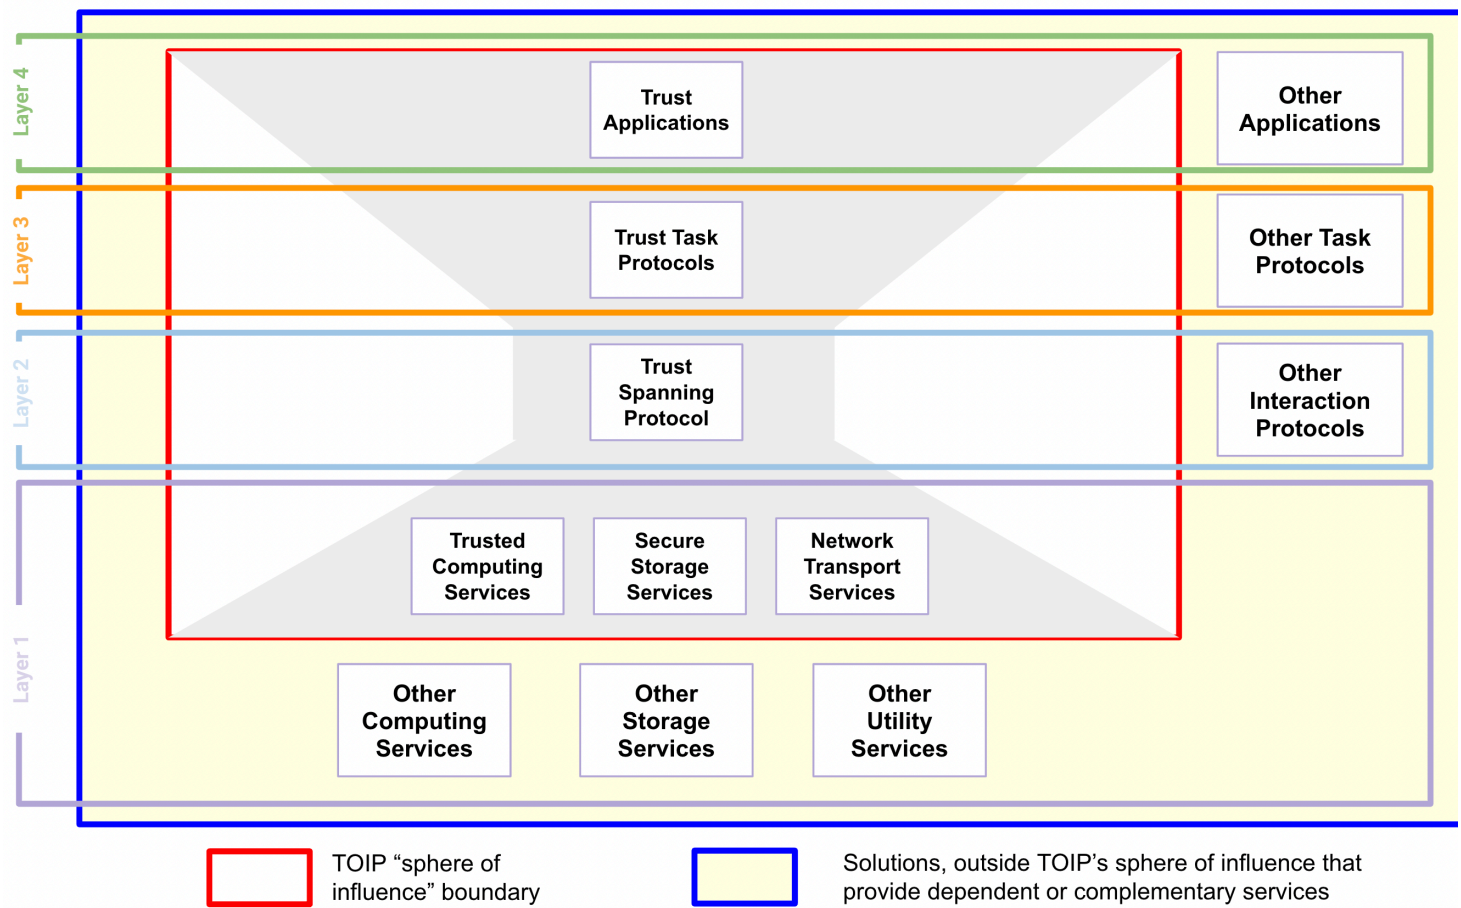 Layer 4
Trust
Applications
Other
Applications
Layer 3
Trust Task
Protocols
Other Task
Protocols
Layer 2
Trust
Spanning
Protocol
Other
Interaction
Protocols
Layer 1
Trusted
Computing
Services
Secure
Storage
Services
Network
Transport
Services
Other
Computing
Services
Other
Storage
Services
Other
Utility
Services
TOIP “sphere of
influence” boundary
Solutions, outside TOIP’s sphere of influence that
provide dependent or complementary services